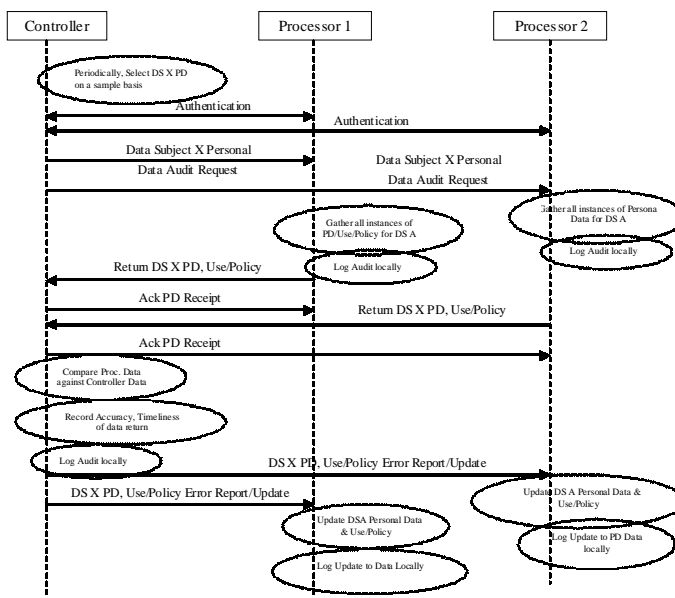 Controller
Processor 1
Processor 2
Periodically, Select DS X PD
on a sample basis
Authentication
Authentication
Data Subject X Personal
Data Audit Request
Data Subject X Personal
Data Audit Request
Gather all instances of
PD/Use/Policy for DS A
Gather all instances of Persona
Data for DS A
Log Audit locally
Log Audit locally
Return DS X PD, Use/Policy
Ack PD Receipt
Return DS X PD, Use/Policy
Ack PD Receipt
Compare Proc. Data
against Controller Data
Record Accuracy, Timeliness
of data return
Log Audit locally
DS X PD, Use/Policy Error Report/Update
DS X PD, Use/Policy Error Report/Update
Update DS A Personal Data &
Use/Policy
Update DSA Personal Data
& Use/Policy
Log Update to PD Data
locally
Log Update to Data Locally